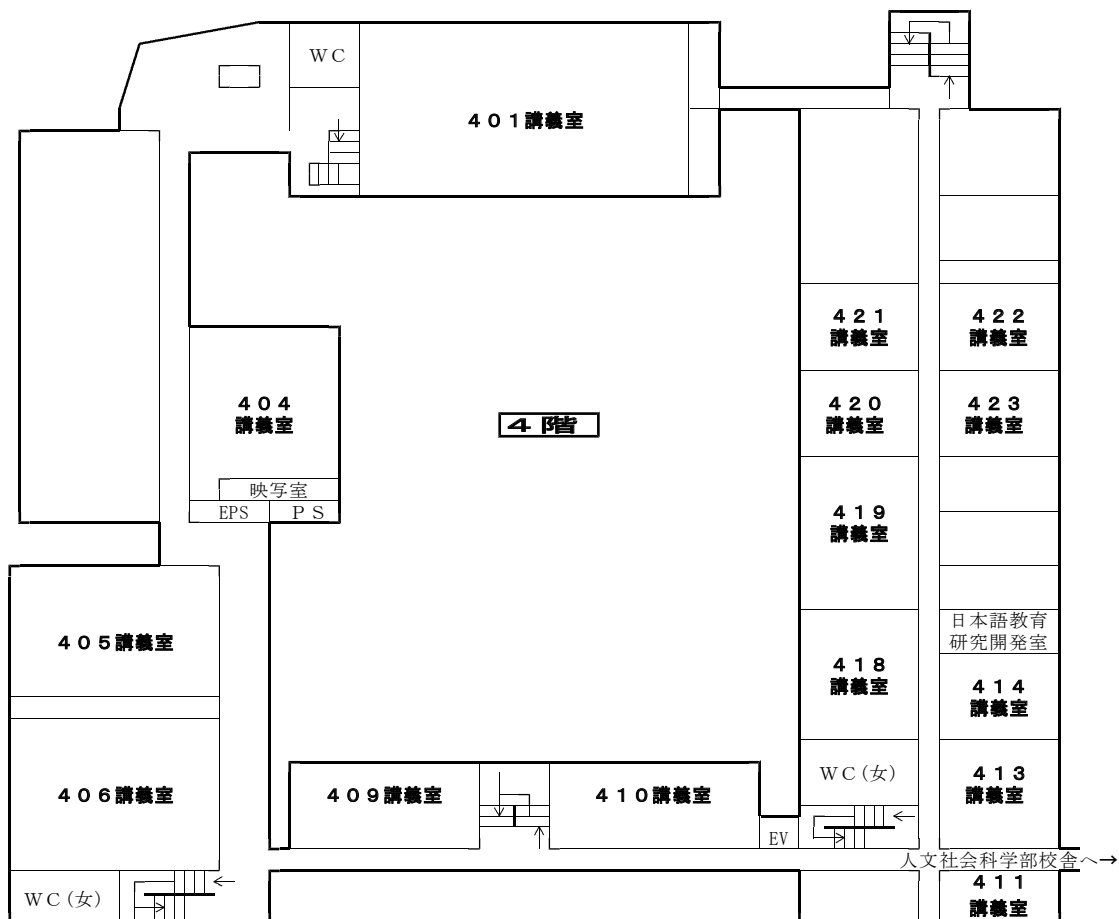 ＷＣ
４０１講義室
４２１
講義室
４２２
講義室
４０４
講義室
４階
４２０
講義室
４２３
講義室
映写室
EPS
ＰＳ
４１９
講義室
日本語教育
研究開発室
４０５講義室
４１８
講義室
４１４
講義室
ＷＣ(女)
４１３
講義室
４０６講義室
４０９講義室
４１０講義室
EV
人文社会科学部校舎へ→
４１１
講義室
ＷＣ(女)